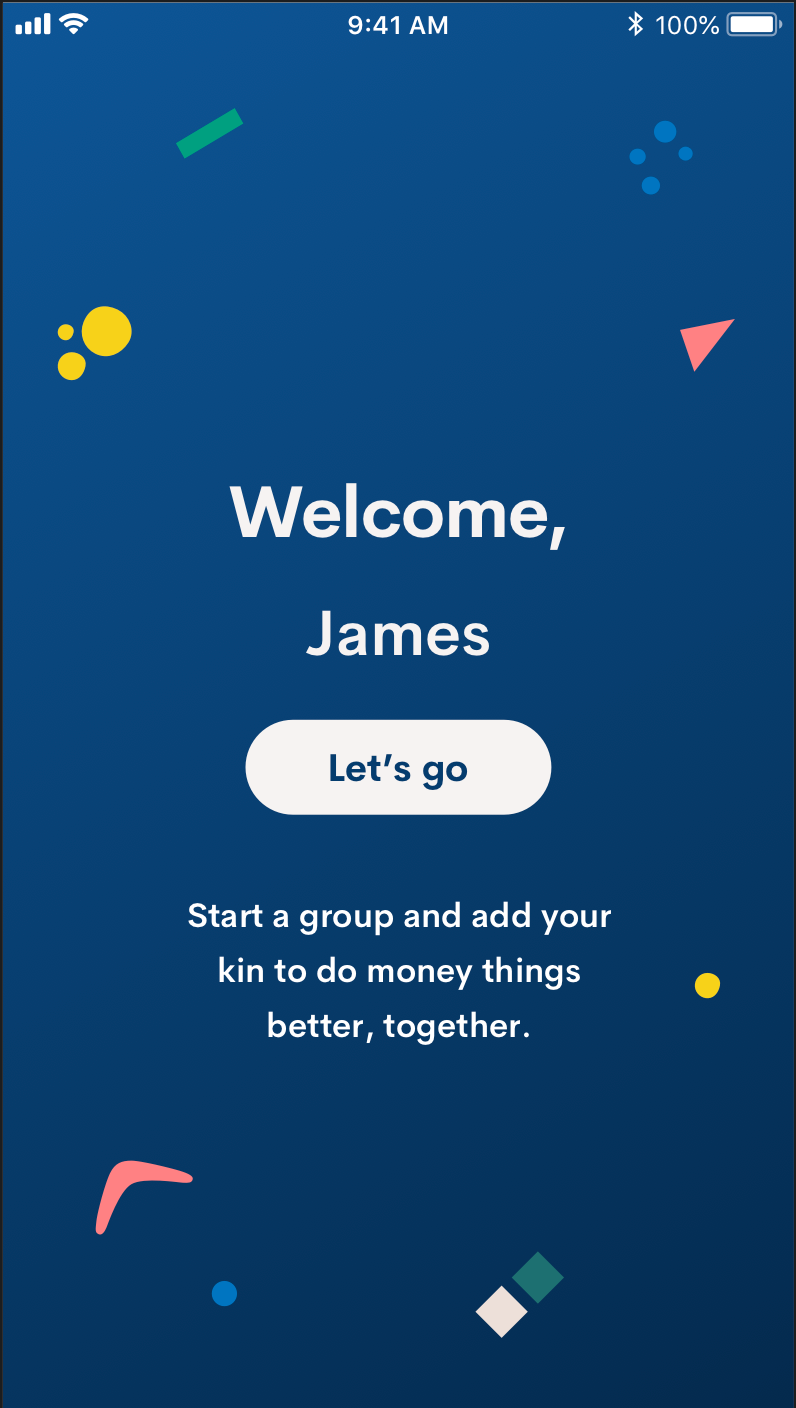 9:41 AM 100%
Welcome,
James
Let’s go
Start a group and add your
kin to do money things
better, together.